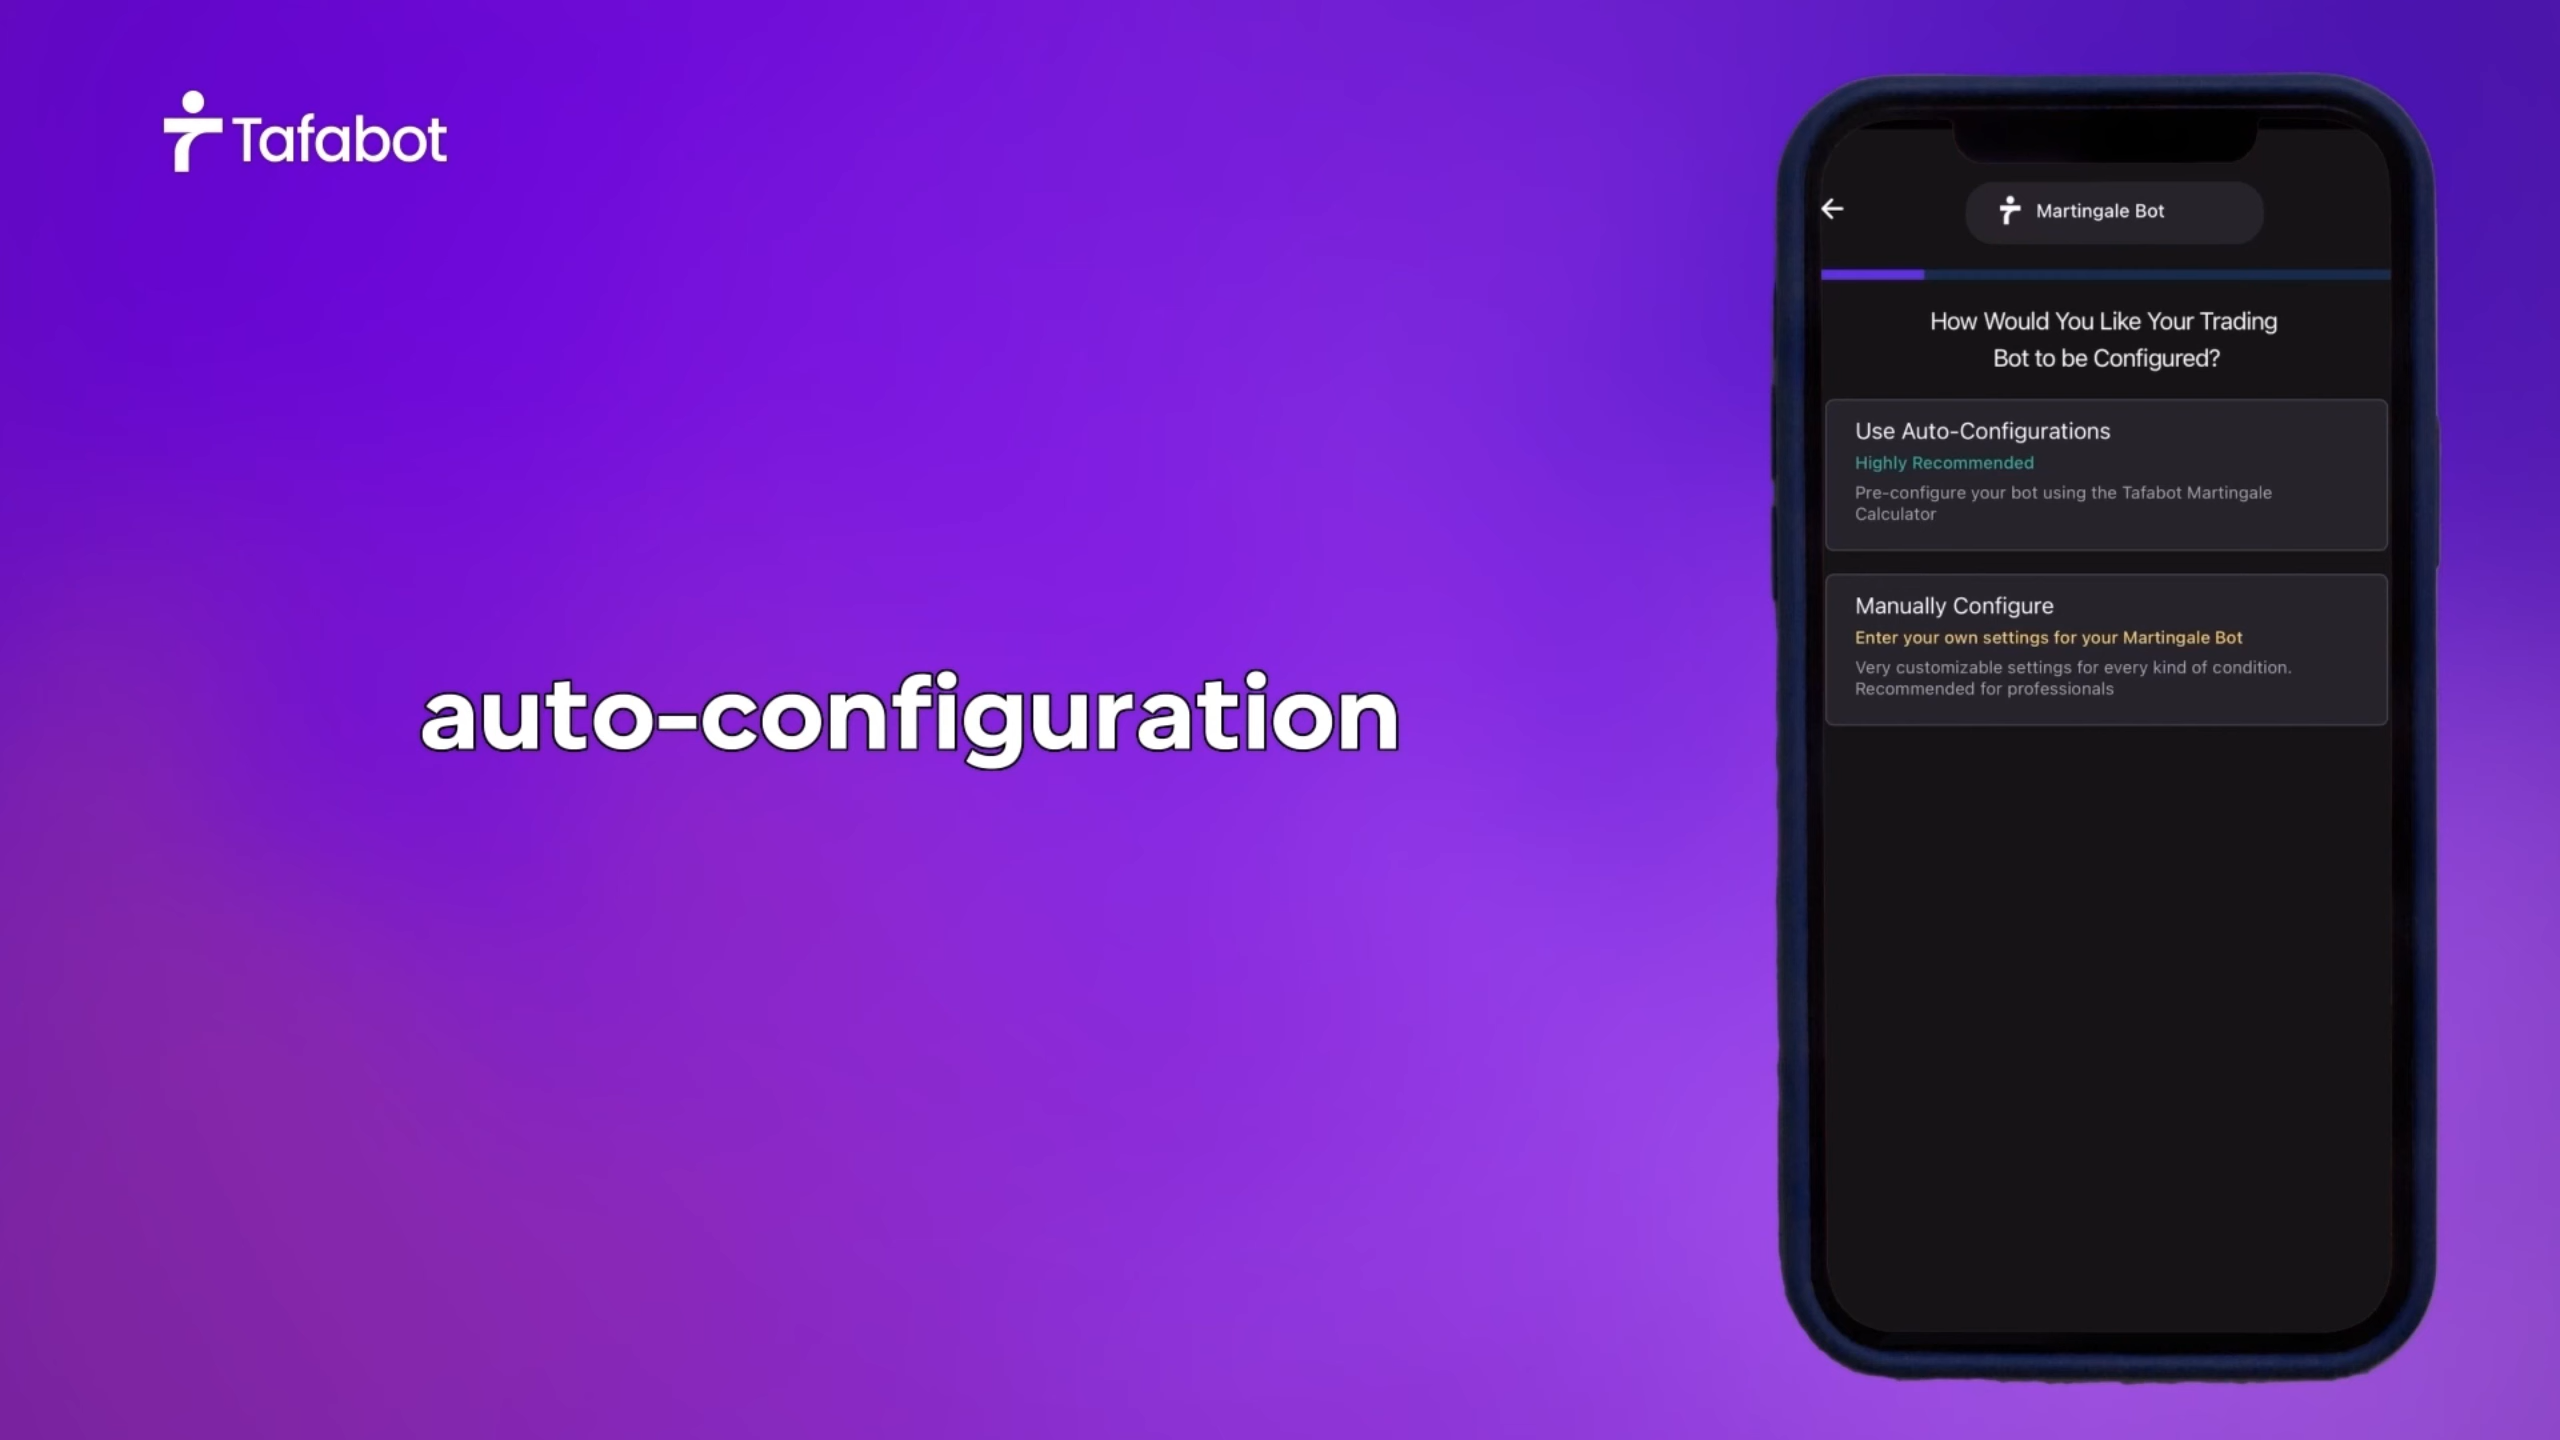 Tafabot
auto-configuration
Martingale Bot
How Would You Like Your Trading
Bot to be Configured?
Use Auto-Configurations
Highly Recommended
Pre-configure your bot using the Tafabot Martingale
Calculator
Manually Configure
Enter your own settings for your Martingale Bot
Very customizable settings for every kind of condition.
Recommended for professionals